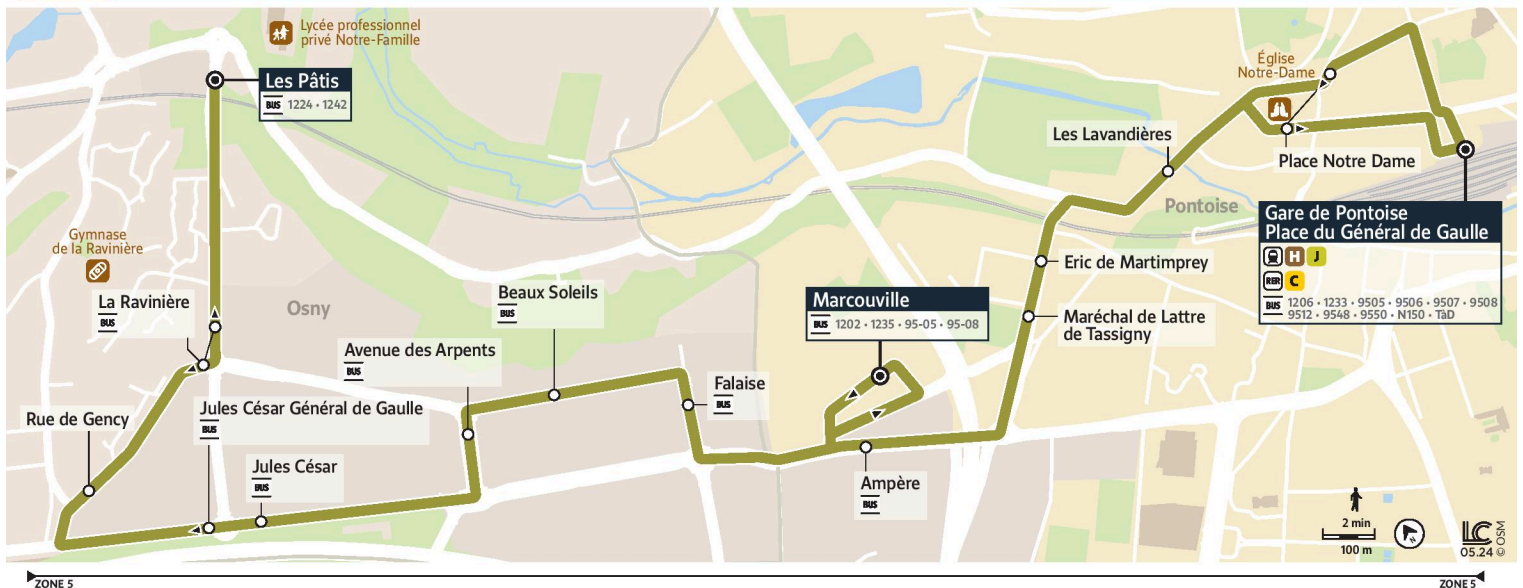 Lycée professionnel
privé Notre-Famille
Les Pâtis
BUS 1224 • 1242
Église
Notre-Dame
Les Lavandières
Place Notre Dame
Pontoise
Gare de Pontoise
Place du Général de Gaulle
H J
RER C
BUS 1206 • 1233 • 9505 • 9506 • 9507 • 9508
9512 • 9548 • 9550 • N150 • TàD
Gymnase
de la Ravinière
La Ravinière
BUS
Osny
Beaux Soleils
BUS
Eric de Martimprey
Marcouville
BUS 1202 • 1235 • 95-05 • 95-08
Maréchal de Lattre
de Tassigny
Avenue des Arpents
BUS
Falaise
BUS
Rue de Gency
Jules César Général de Gaulle
BUS
Jules César
BUS
Ampère
BUS
2 min
100 m
N
LC
05.24 © OSM
ZONE 5
ZONE 5